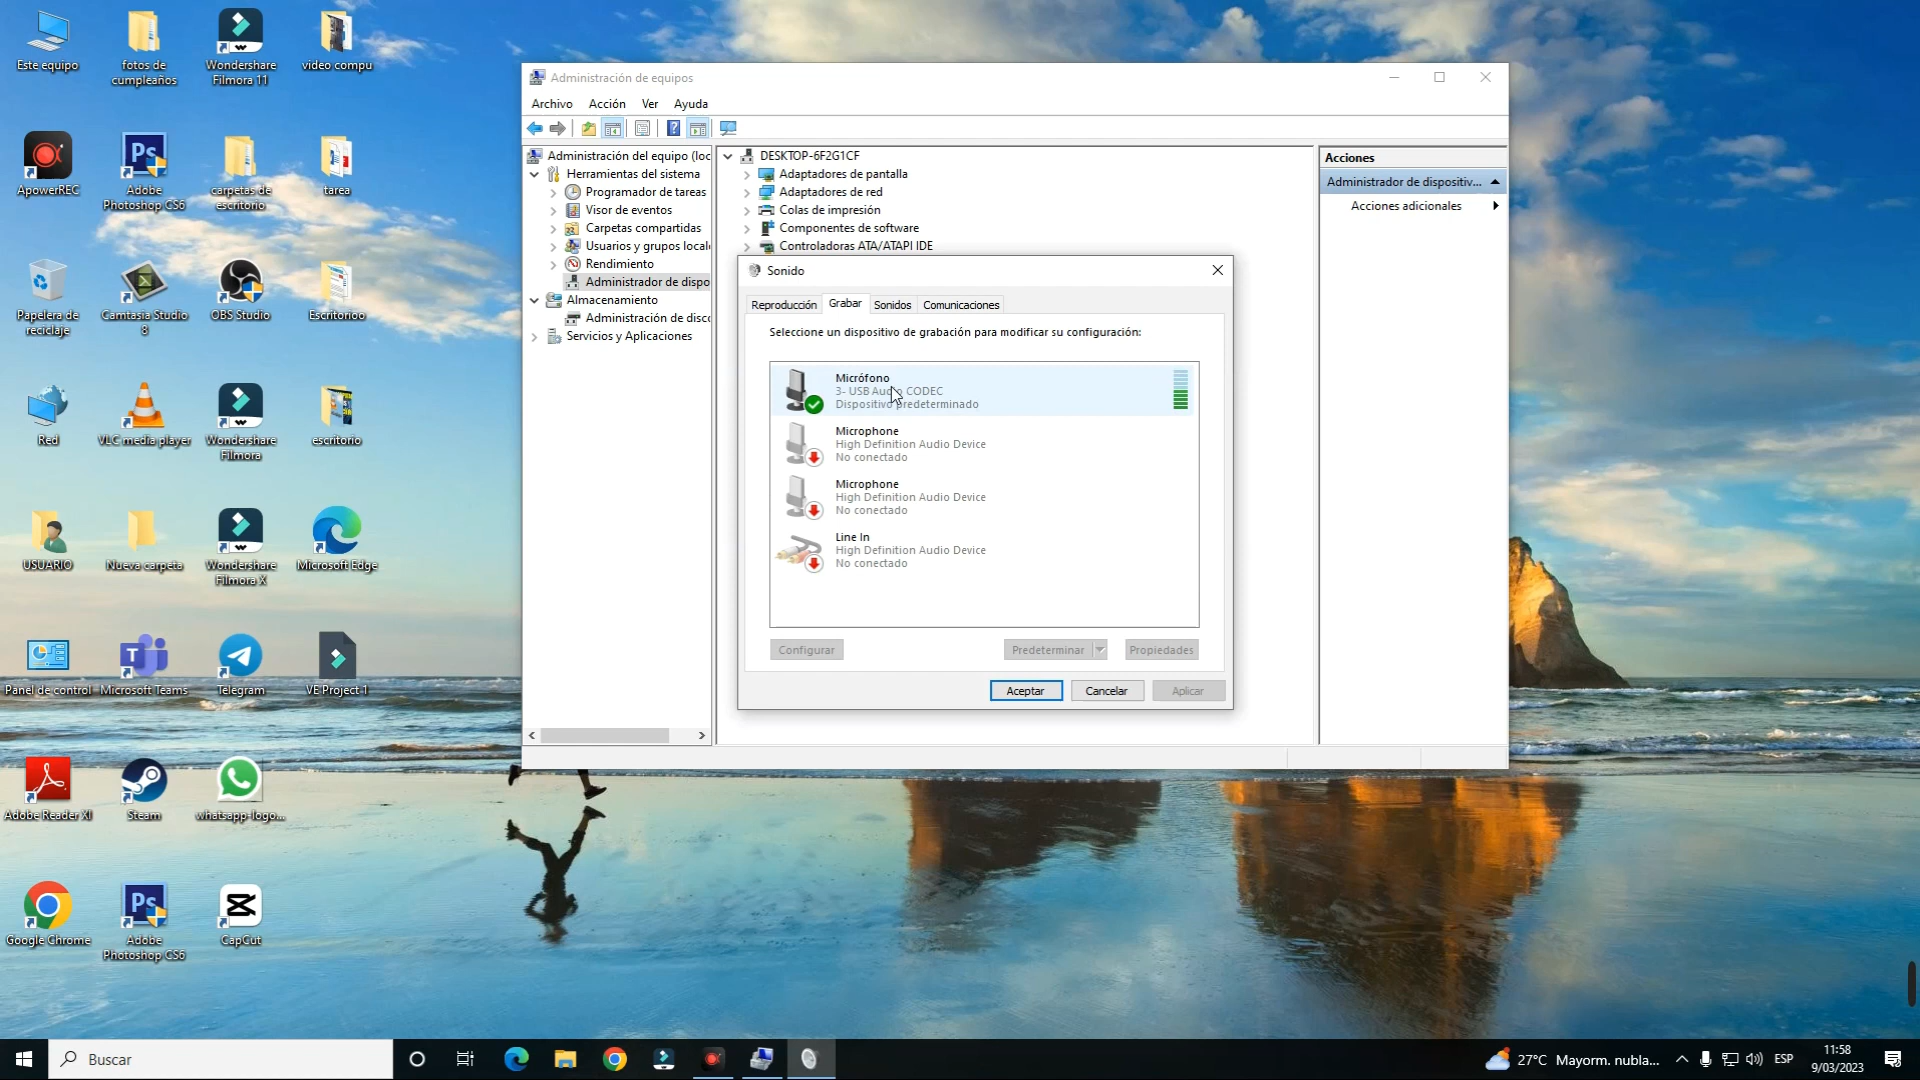 Este equipo
fotos de
cumpleaños
Wondershare
Filmora 11
video compu
ApowerREC
Adobe
Photoshop CS6
carpetas de
escritorio
tarea
Papelera de
reciclaje
Camtasia Studio
8
OBS Studio
Escritorioo
Red
VLC media player
Wondershare
Filmora
escritorio
USUARIO
Nueva carpeta
Wondershare
Filmora X
Microsoft Edge
Panel de control
Microsoft Teams
Telegram
VE Project 1
Adobe Reader XI
Steam
whatsapp-logo...
Google Chrome
Adobe
Photoshop CS6
CapCut
Administración de equipos
Archivo Acción Ver Ayuda
Administración del equipo (loc
Herramientas del sistema
Programador de tareas
Visor de eventos
Carpetas compartidas
Usuarios y grupos locale
Rendimiento
Administrador de dispo
Almacenamiento
Administración de disco
Servicios y Aplicaciones
DESKTOP-6F2G1CF
Adaptadores de pantalla
Adaptadores de red
Colas de impresión
Componentes de software
Controladoras ATA/ATAPI IDE
Acciones
Administrador de dispositiv...
Acciones adicionales
Sonido
Reproducción Grabar Sonidos Comunicaciones
Seleccione un dispositivo de grabación para modificar su configuración:
Micrófono
3- USB Audio CODEC
Dispositivo predeterminado
Microphone
High Definition Audio Device
No conectado
Microphone
High Definition Audio Device
No conectado
Line In
High Definition Audio Device
No conectado
Configurar Predeterminar Propiedades
Aceptar Cancelar Aplicar
Buscar
27°C Mayorm. nubla...
ESP
11:58
9/03/2023